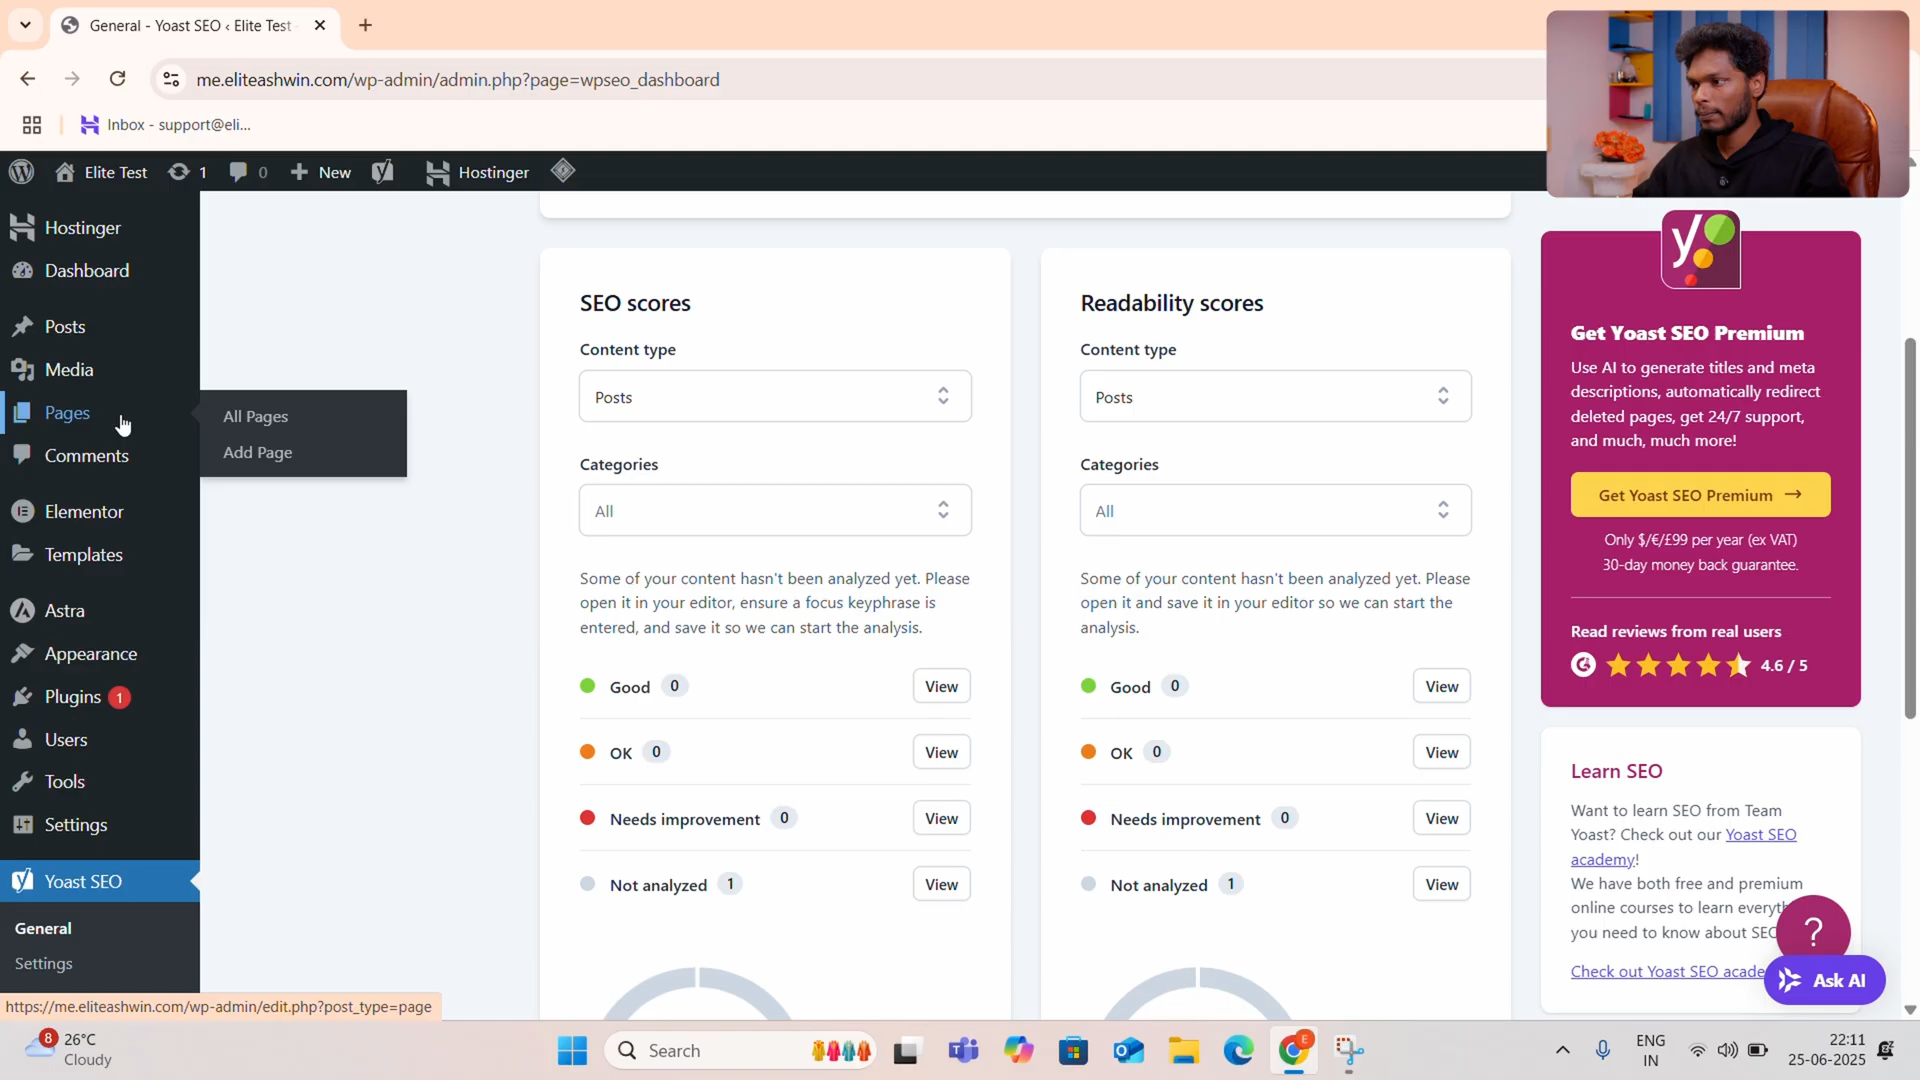 General - Yoast SEO ‹ Elite Test
me.eliteashwin.com/wp-admin/admin.php?page=wpseo_dashboard
Inbox - support@eli...
Elite Test
1
0
New
Hostinger
Hostinger
Dashboard
Posts
Media
Pages
Comments
Elementor
Templates
Astra
Appearance
Plugins 1
Users
Tools
Settings
Yoast SEO
General
Settings
All Pages
Add Page
SEO scores
Content type
Posts
Categories
All
Some of your content hasn't been analyzed yet. Please
open it in your editor, ensure a focus keyphrase is
entered, and save it so we can start the analysis.
Good 0 View
OK 0 View
Needs improvement 0 View
Not analyzed 1 View
Readability scores
Content type
Posts
Categories
All
Some of your content hasn't been analyzed yet. Please
open it and save it in your editor so we can start the
analysis.
Good 0 View
OK 0 View
Needs improvement 0 View
Not analyzed 1 View
Get Yoast SEO Premium
Use AI to generate titles and meta
descriptions, automatically redirect
deleted pages, get 24/7 support,
and much, much more!
Get Yoast SEO Premium →
Only $/€/£99 per year (ex VAT)
30-day money back guarantee.
Read reviews from real users
4.6 / 5
Learn SEO
Want to learn SEO from Team
Yoast? Check out our Yoast SEO
academy!
We have both free and premium
online courses to learn everyth
you need to know about SEO
Check out Yoast SEO acade
?
Ask AI
https://me.eliteashwin.com/wp-admin/edit.php?post_type=page
8
26°C
Cloudy
Search
E
ENG
IN
22:11
25-06-2025